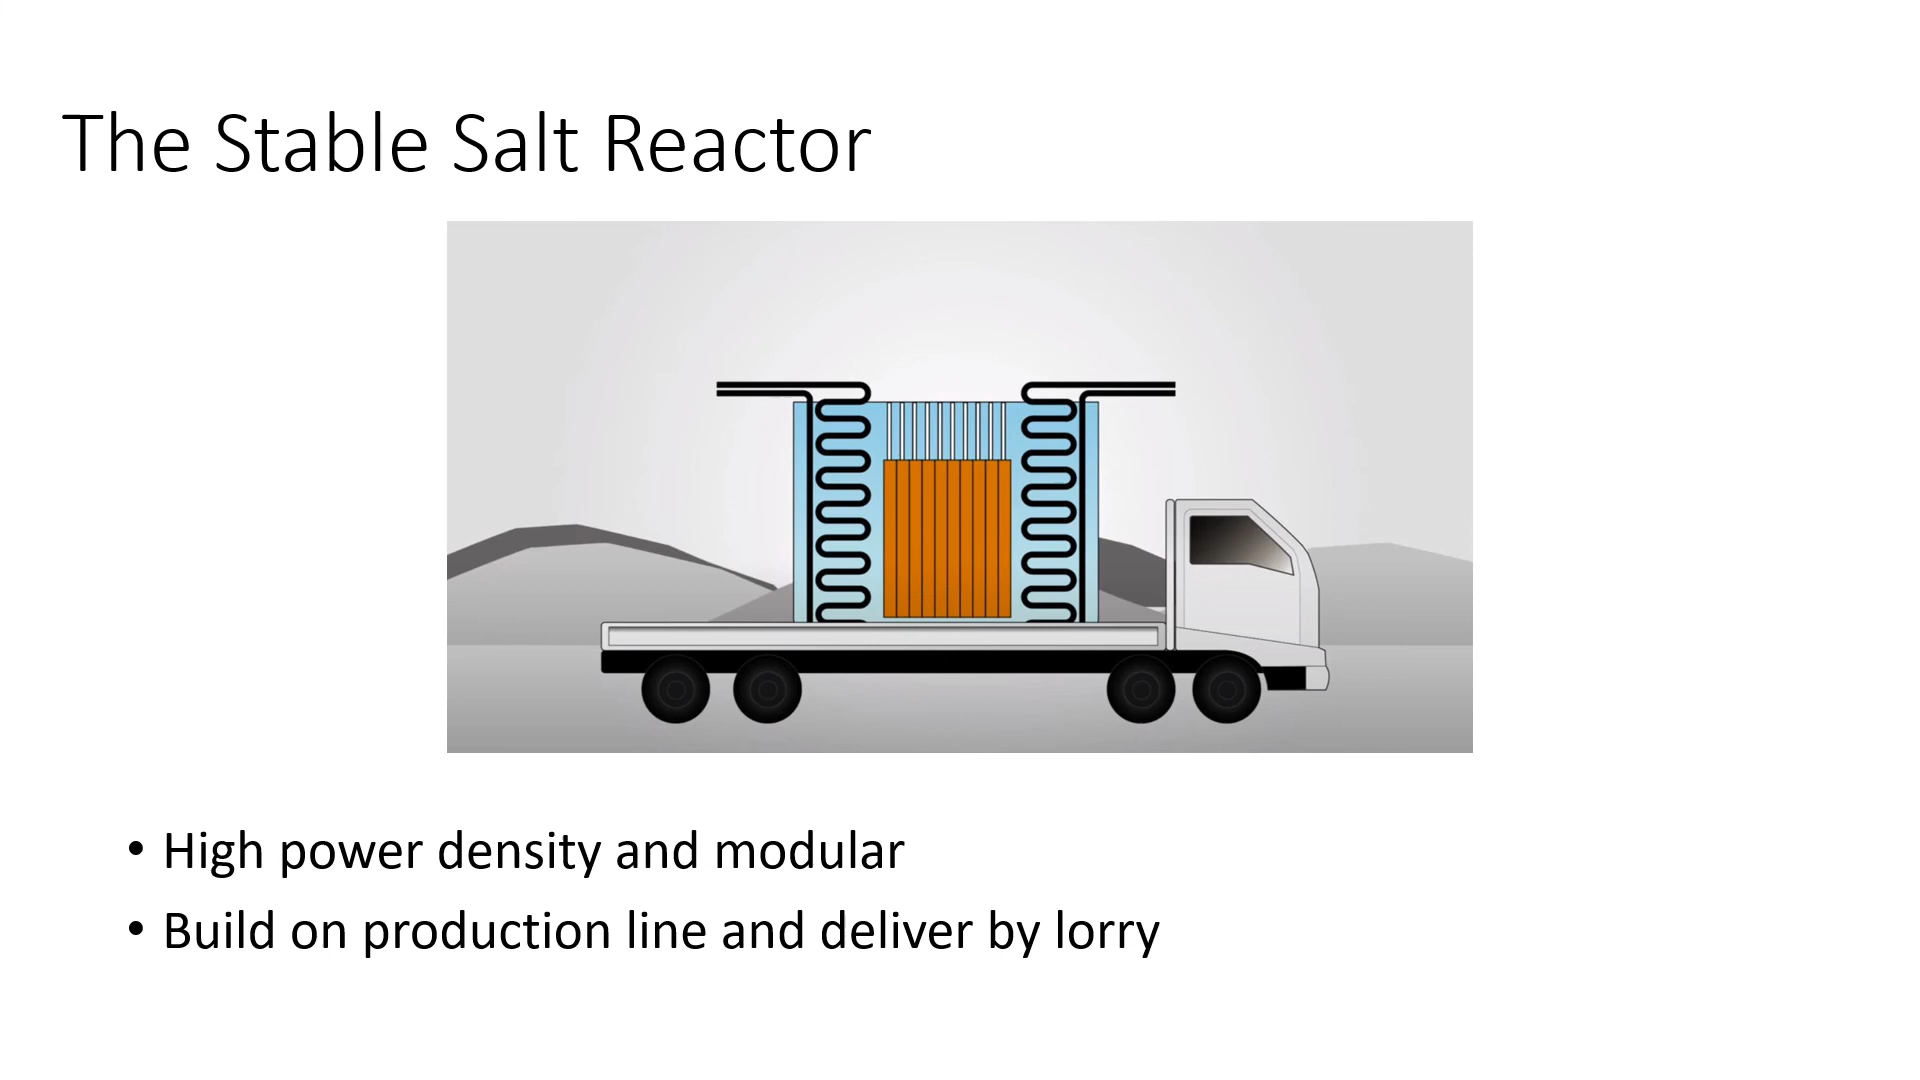 The Stable Salt Reactor
• High power density and modular
• Build on production line and deliver by lorry